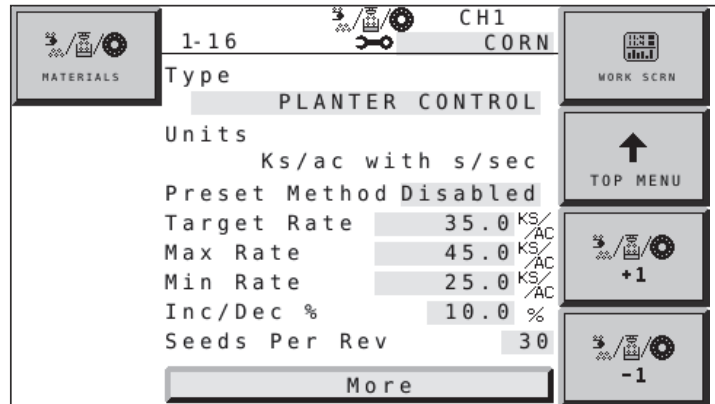 MATERIALS
1-16
CH1
CORN
Type
PLANTER CONTROL
Units
Ks/ac with s/sec
Preset Method Disabled
Target Rate 35.0 KS/AC
Max Rate 45.0 KS/AC
Min Rate 25.0 KS/AC
Inc/Dec % 10.0 %
Seeds Per Rev 30
More
WORK SCRN
TOP MENU
+1
-1